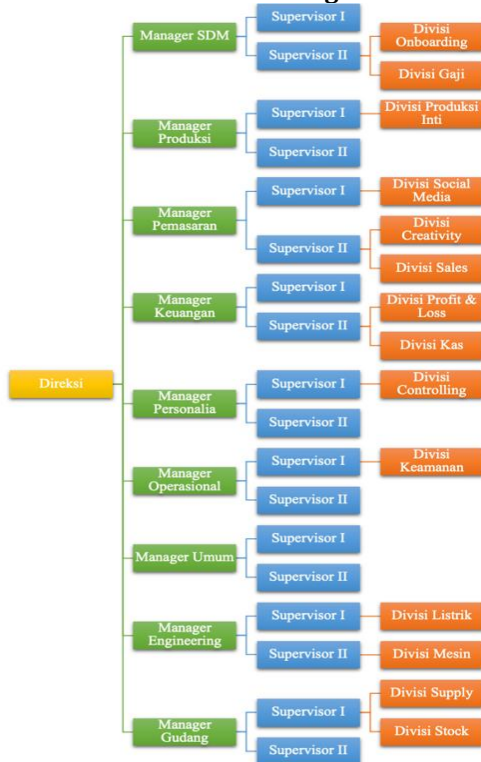 Manager SDM
Supervisor I
Supervisor II
Divisi
Onboarding
Divisi Gaji
Manager
Produksi
Supervisor I
Divisi Produksi
Inti
Supervisor II
Manager
Pemasaran
Supervisor I
Divisi Social
Media
Supervisor II
Divisi
Creativity
Divisi Sales
Manager
Keuangan
Supervisor I
Supervisor II
Divisi Profit &
Loss
Divisi Kas
Direksi
Manager
Personalia
Supervisor I
Divisi
Controlling
Supervisor II
Manager
Operasional
Supervisor I
Divisi
Keamanan
Supervisor II
Manager Umum
Supervisor I
Supervisor II
Manager
Engineering
Supervisor I
Divisi Listrik
Supervisor II
Divisi Mesin
Manager
Gudang
Supervisor I
Divisi Supply
Divisi Stock
Supervisor II